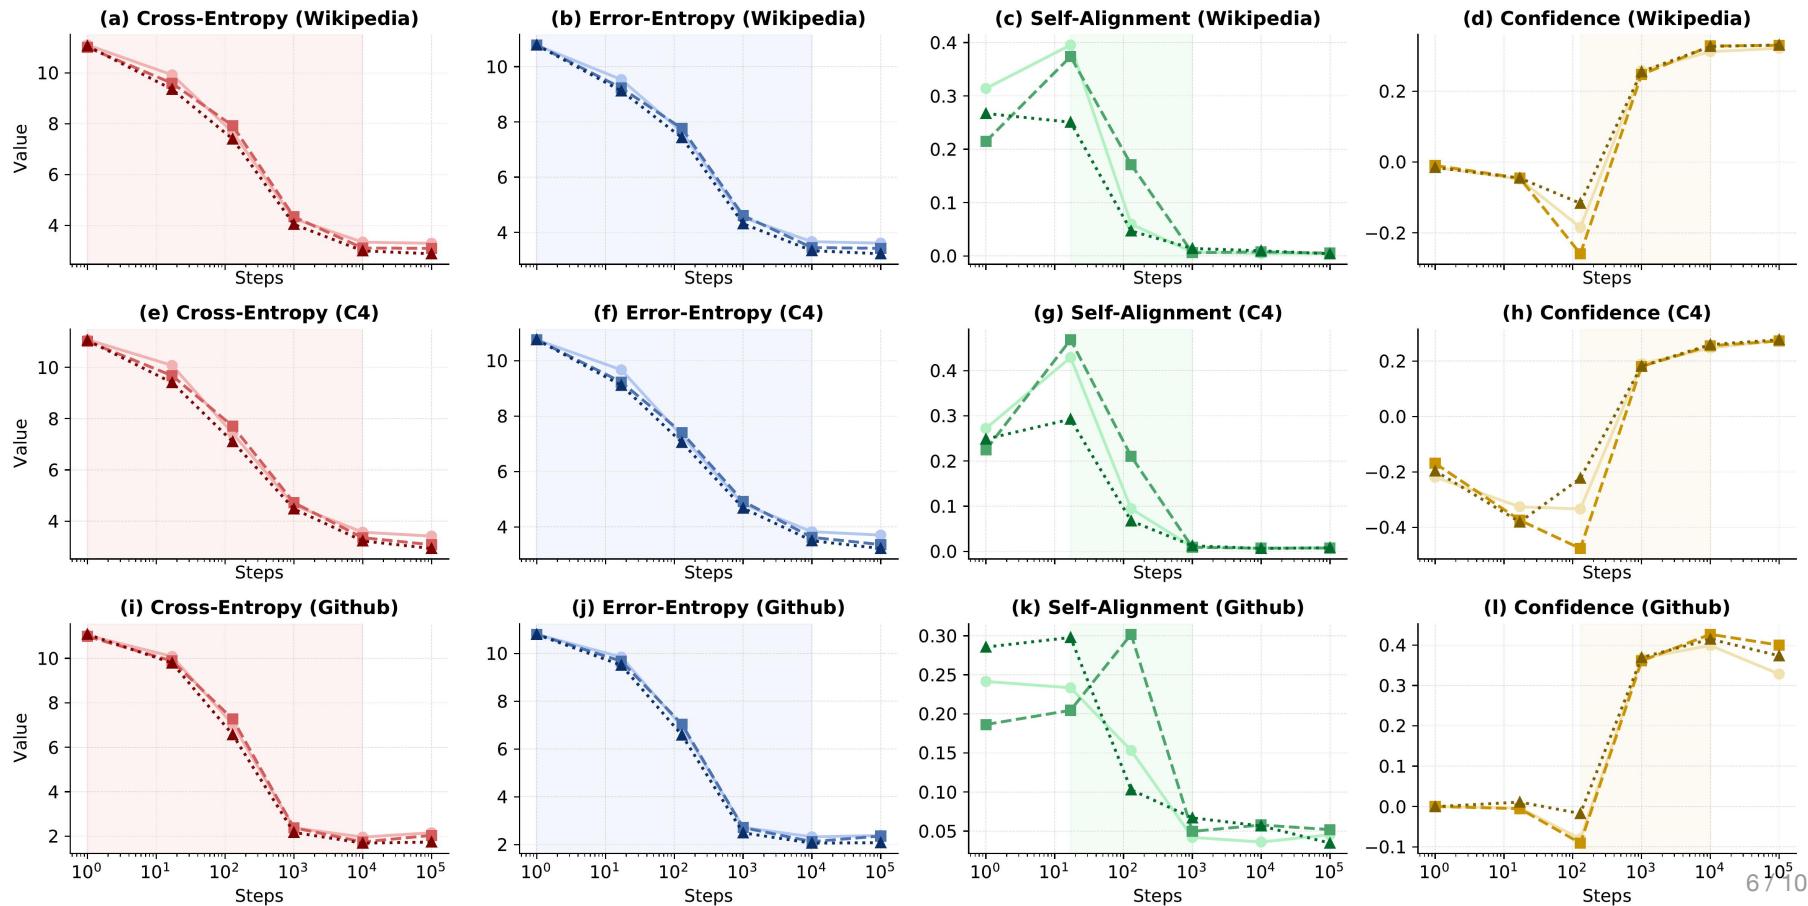 (a) Cross-Entropy (Wikipedia)
(b) Error-Entropy (Wikipedia)
(c) Self-Alignment (Wikipedia)
(d) Confidence (Wikipedia)
Value
10
8
6
4
Steps
10
8
6
4
Steps
0.4
0.3
0.2
0.1
0.0
Steps
0.2
0.0
−0.2
Steps
(e) Cross-Entropy (C4)
(f) Error-Entropy (C4)
(g) Self-Alignment (C4)
(h) Confidence (C4)
Value
10
8
6
4
Steps
10
8
6
4
Steps
0.4
0.3
0.2
0.1
0.0
Steps
0.2
0.0
−0.2
−0.4
Steps
(i) Cross-Entropy (Github)
(j) Error-Entropy (Github)
(k) Self-Alignment (Github)
(l) Confidence (Github)
Value
10
8
6
4
2
10⁰ 10¹ 10² 10³ 10⁴ 10⁵
Steps
10
8
6
4
2
10⁰ 10¹ 10² 10³ 10⁴ 10⁵
Steps
0.30
0.25
0.20
0.15
0.10
0.05
10⁰ 10¹ 10² 10³ 10⁴ 10⁵
Steps
0.4
0.3
0.2
0.1
0.0
−0.1
10⁰ 10¹ 10² 10³ 10⁴ 10⁵
Steps
6 / 10